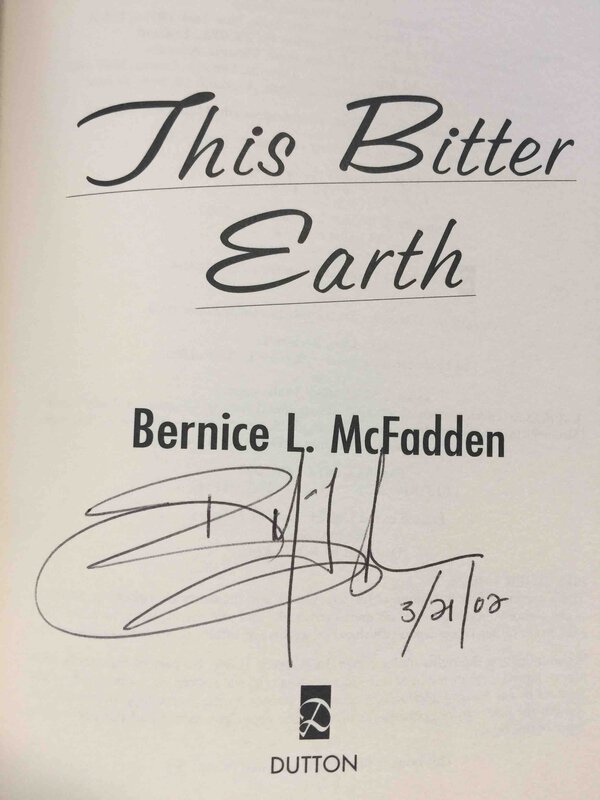 This Bitter
Earth
Bernice L. McFadden
3/21/02
DUTTON